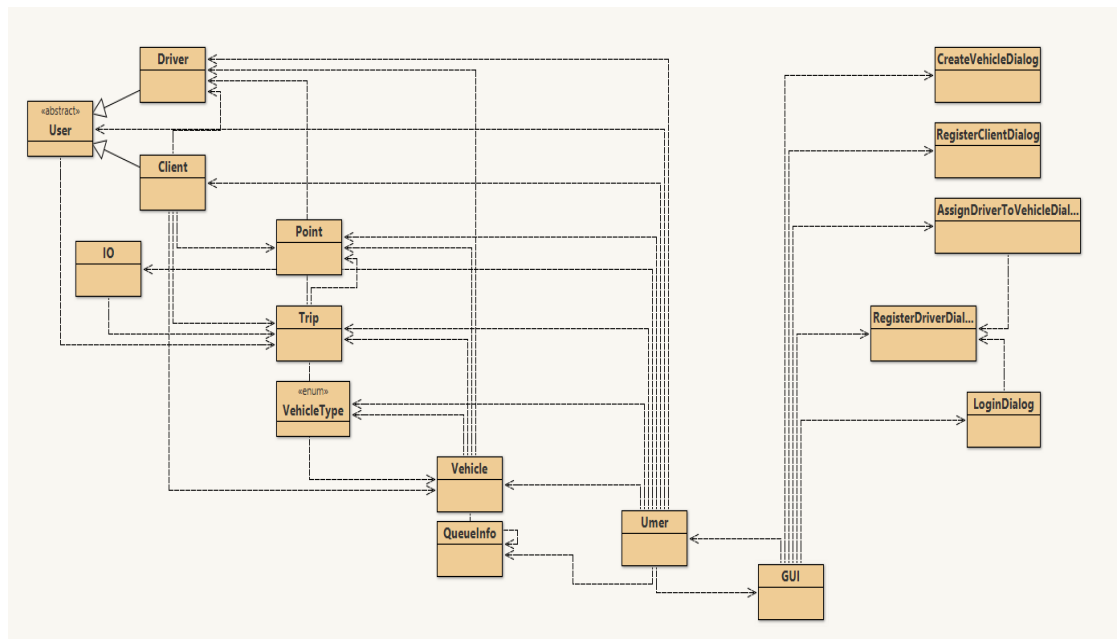 Driver
CreateVehicleDialog
«abstract»
User
RegisterClientDialog
Client
AssignDriverToVehicleDial...
Point
IO
Trip
RegisterDriverDial...
«enum»
VehicleType
LoginDialog
Vehicle
QueueInfo
Umer
GUI